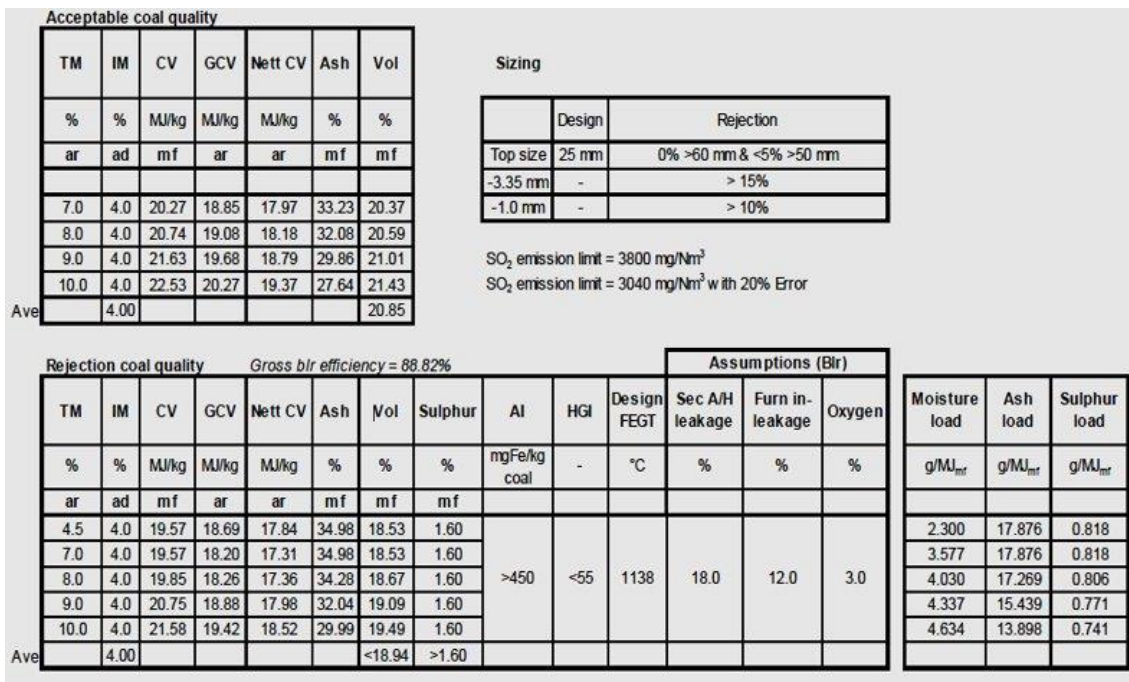 Acceptable coal quality
TM IM CV GCV Nett CV Ash Vol
% % MJ/kg MJ/kg MJ/kg % %
ar ad mf ar ar mf mf
7.0 4.0 20.27 18.85 17.97 33.23 20.37
8.0 4.0 20.74 19.08 18.18 32.08 20.59
9.0 4.0 21.63 19.68 18.79 29.86 21.01
10.0 4.0 22.53 20.27 19.37 27.64 21.43
Ave 4.00 20.85
Sizing
Design Rejection
Top size 25 mm 0% >60 mm & <5% >50 mm
-3.35 mm - > 15%
-1.0 mm - > 10%
SO₂ emission limit = 3800 mg/Nm³
SO₂ emission limit = 3040 mg/Nm³ with 20% Error
Rejection coal quality Gross blr efficiency = 88.82% Assumptions (Blr)
TM IM CV GCV Nett CV Ash Vol Sulphur AI HGI Design FEGT Sec A/H leakage Furn in-leakage Oxygen Moisture load Ash load Sulphur load
% % MJ/kg MJ/kg MJ/kg % % % mgFe/kg coal - °C % % % g/MJmf g/MJmf g/MJmf
ar ad mf ar ar mf mf mf
4.5 4.0 19.57 18.69 17.84 34.98 18.53 1.60 2.300 17.876 0.818
7.0 4.0 19.57 18.20 17.31 34.98 18.53 1.60 3.577 17.876 0.818
8.0 4.0 19.85 18.26 17.36 34.28 18.67 1.60 >450 <55 1138 18.0 12.0 3.0 4.030 17.269 0.806
9.0 4.0 20.75 18.88 17.98 32.04 19.09 1.60 4.337 15.439 0.771
10.0 4.0 21.58 19.42 18.52 29.99 19.49 1.60 4.634 13.898 0.741
Ave 4.00 <18.94 >1.60